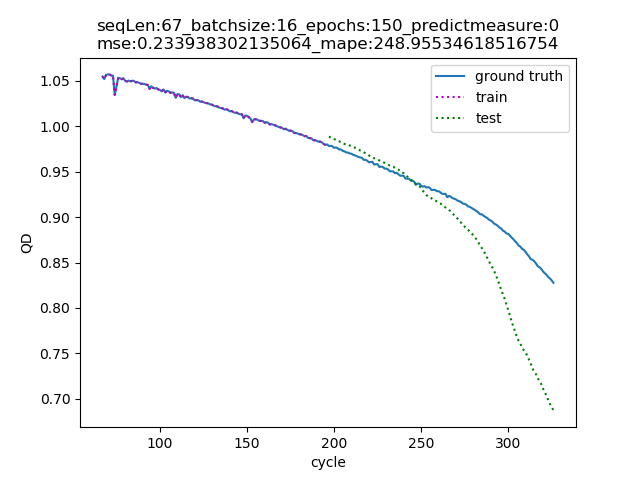 seqLen:67_batchsize:16_epochs:150_predictmeasure:0
mse:0.233938302135064_mape:248.95534618516754
ground truth
train
test
1.05
1.00
0.95
0.90
0.85
0.80
0.75
0.70
QD
100 150 200 250 300
cycle